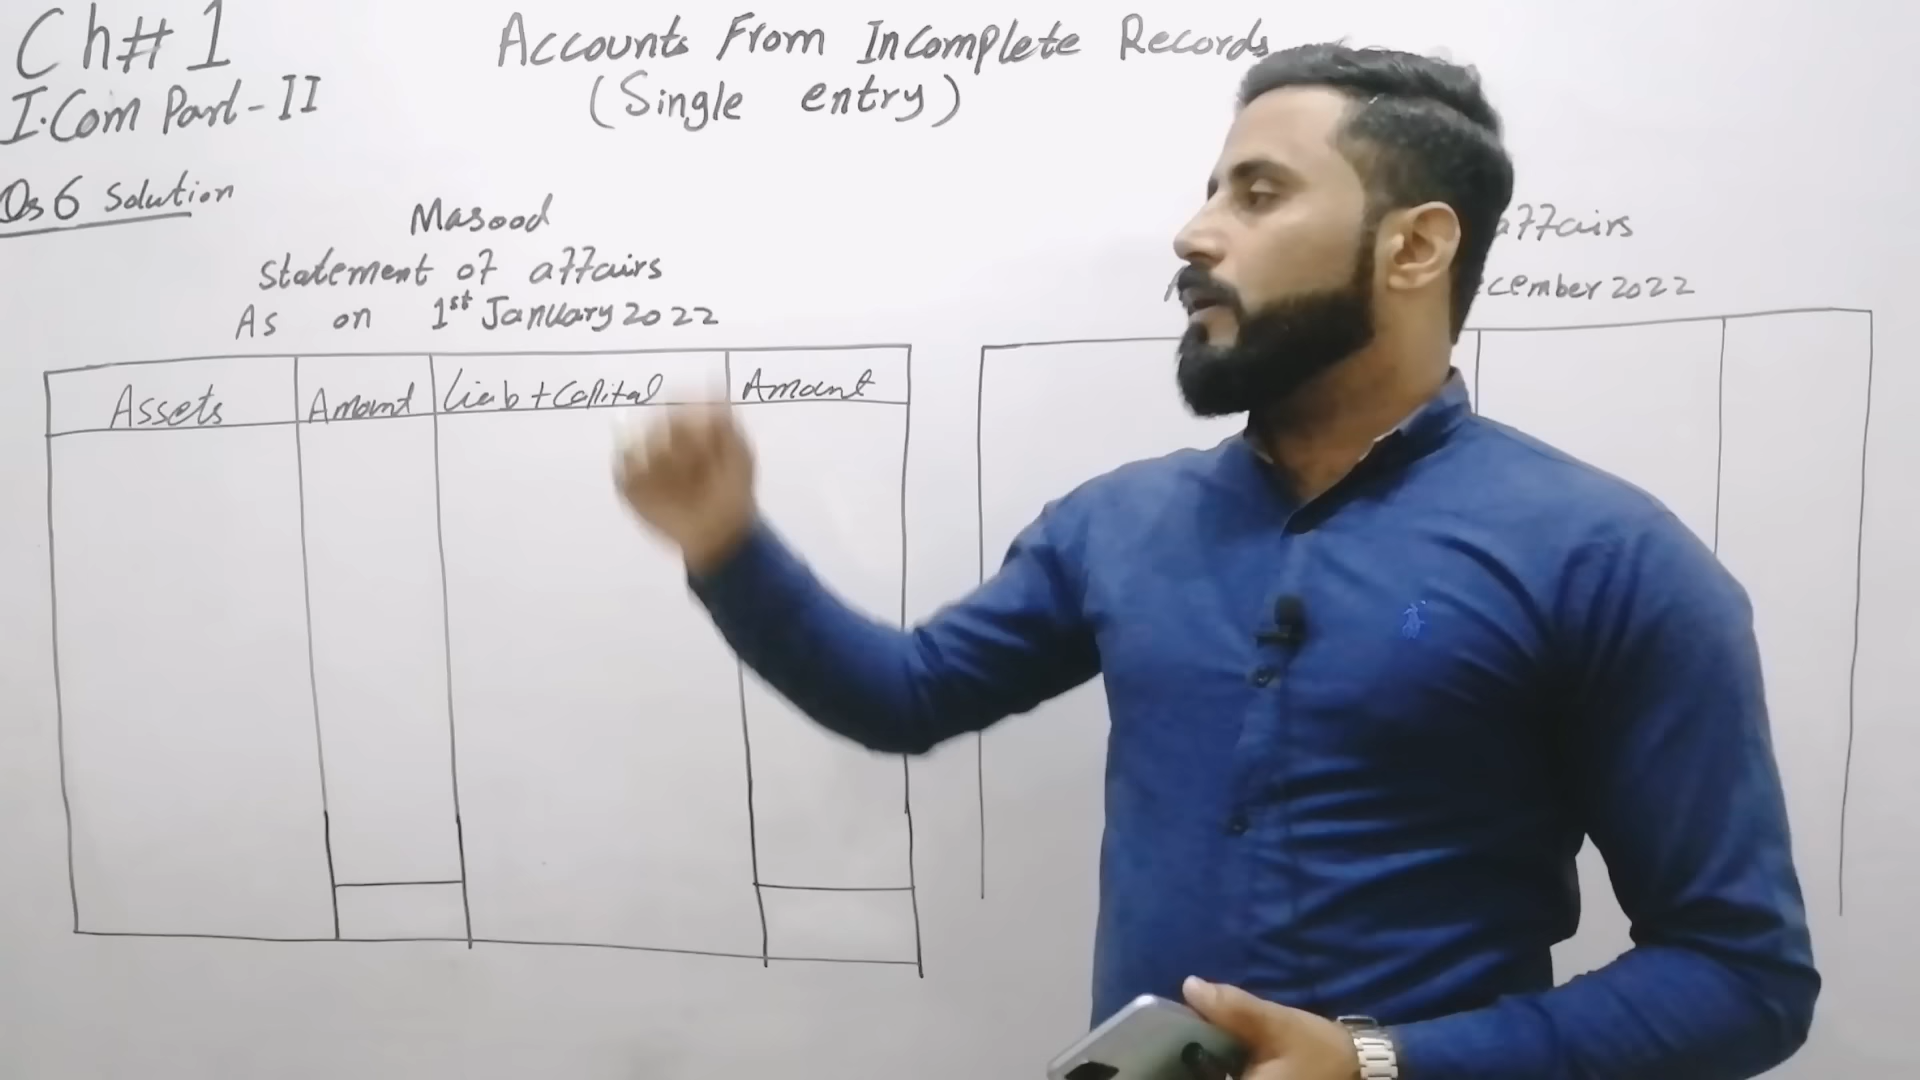 Ch# 1
I.Com Part-II
Accounts From Incomplete Records
(Single entry)
Qs 6 Solution
Masood
Statement of affairs
As on 1st January 2022
Assets Amount Liab + Capital Amount
affairs
2022